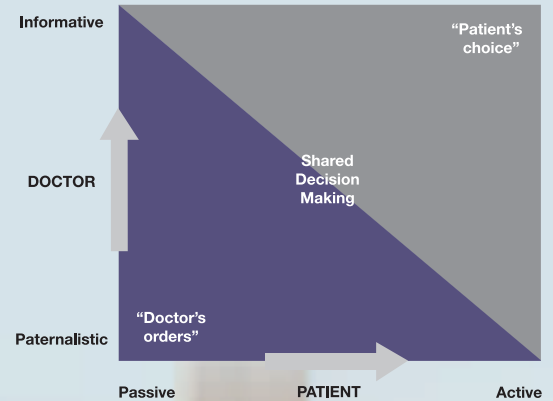 Informative
“Patient’s
choice”
Shared
Decision
Making
DOCTOR
“Doctor’s
orders”
Paternalistic
Passive PATIENT Active